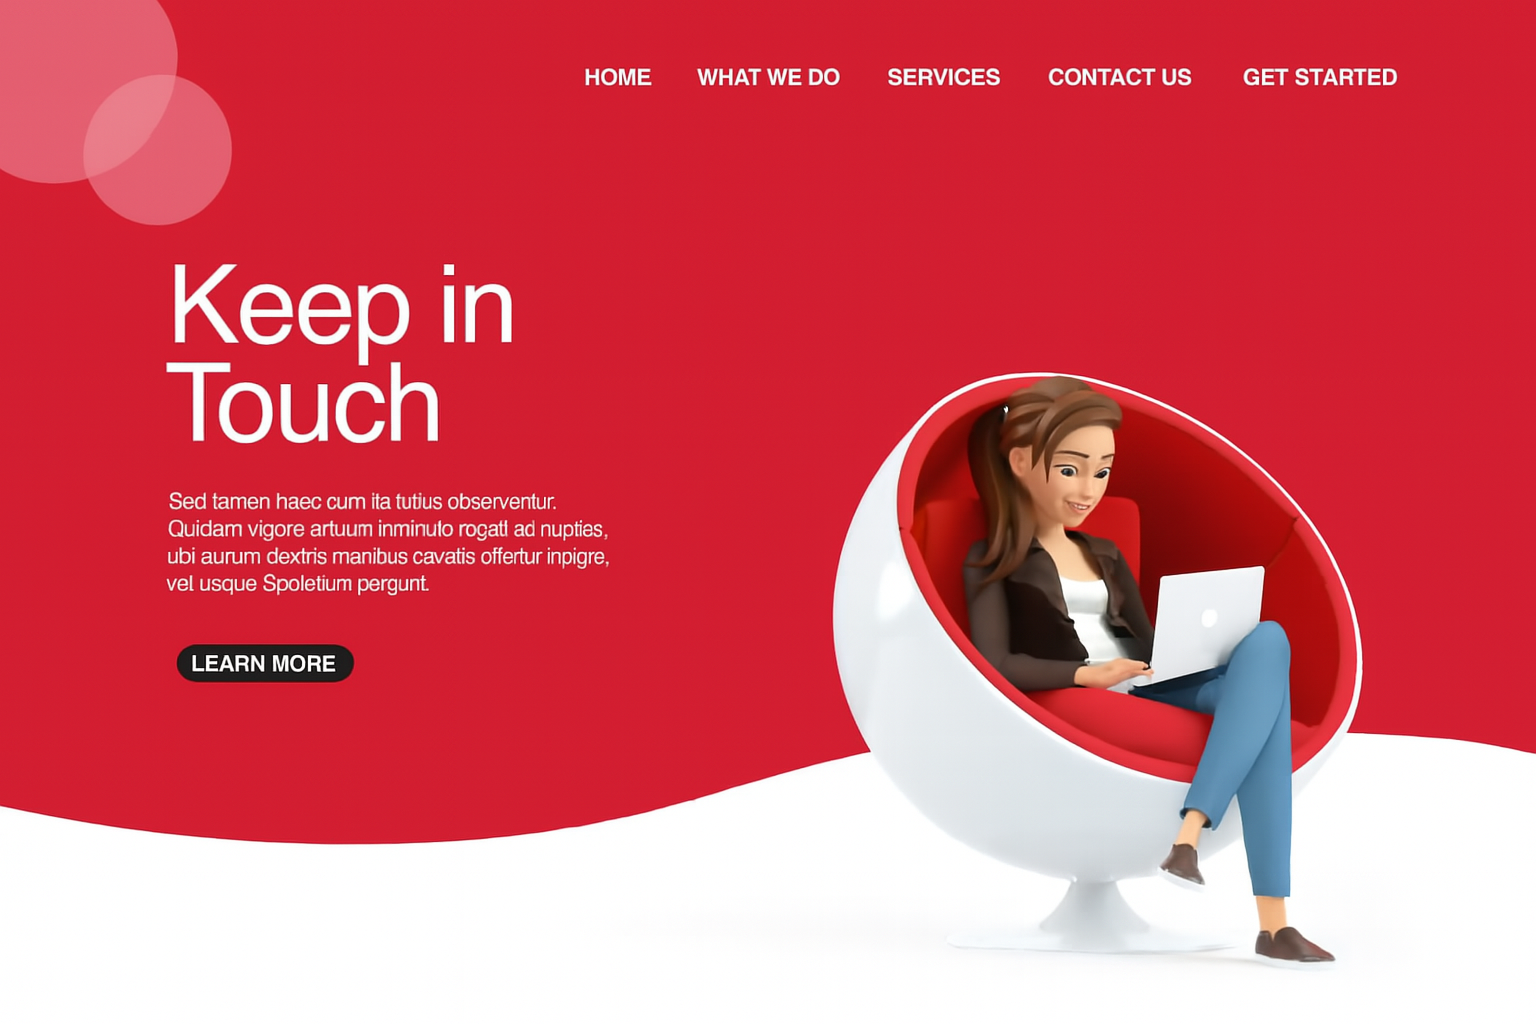 HOME WHAT WE DO SERVICES CONTACT US GET STARTED
Keep in
Touch
Sed tamen haec cum ita tutius observentur.
Quidam vigore artuum inminuto rogatl ad nupties,
ubi aurum dextris manibus cavatis offertur inpigre,
vel usque Spoletium pergunt.
LEARN MORE